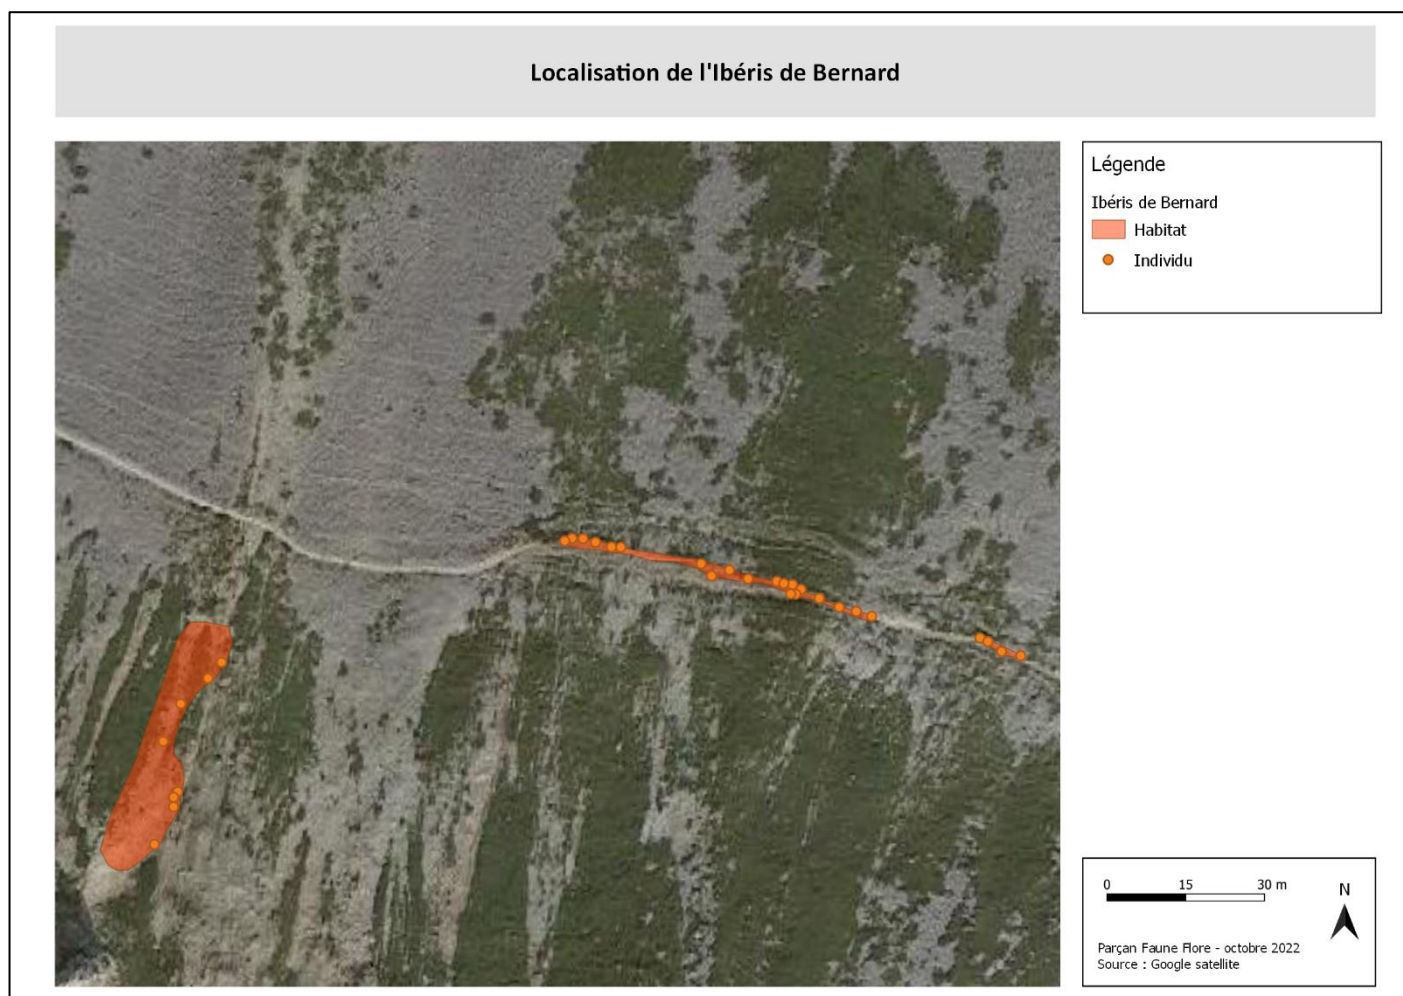 Localisation de l'Ibéris de Bernard
Légende
Ibéris de Bernard
Habitat
Individu
0 15 30 m
N
Parçan Faune Flore - octobre 2022
Source : Google satellite